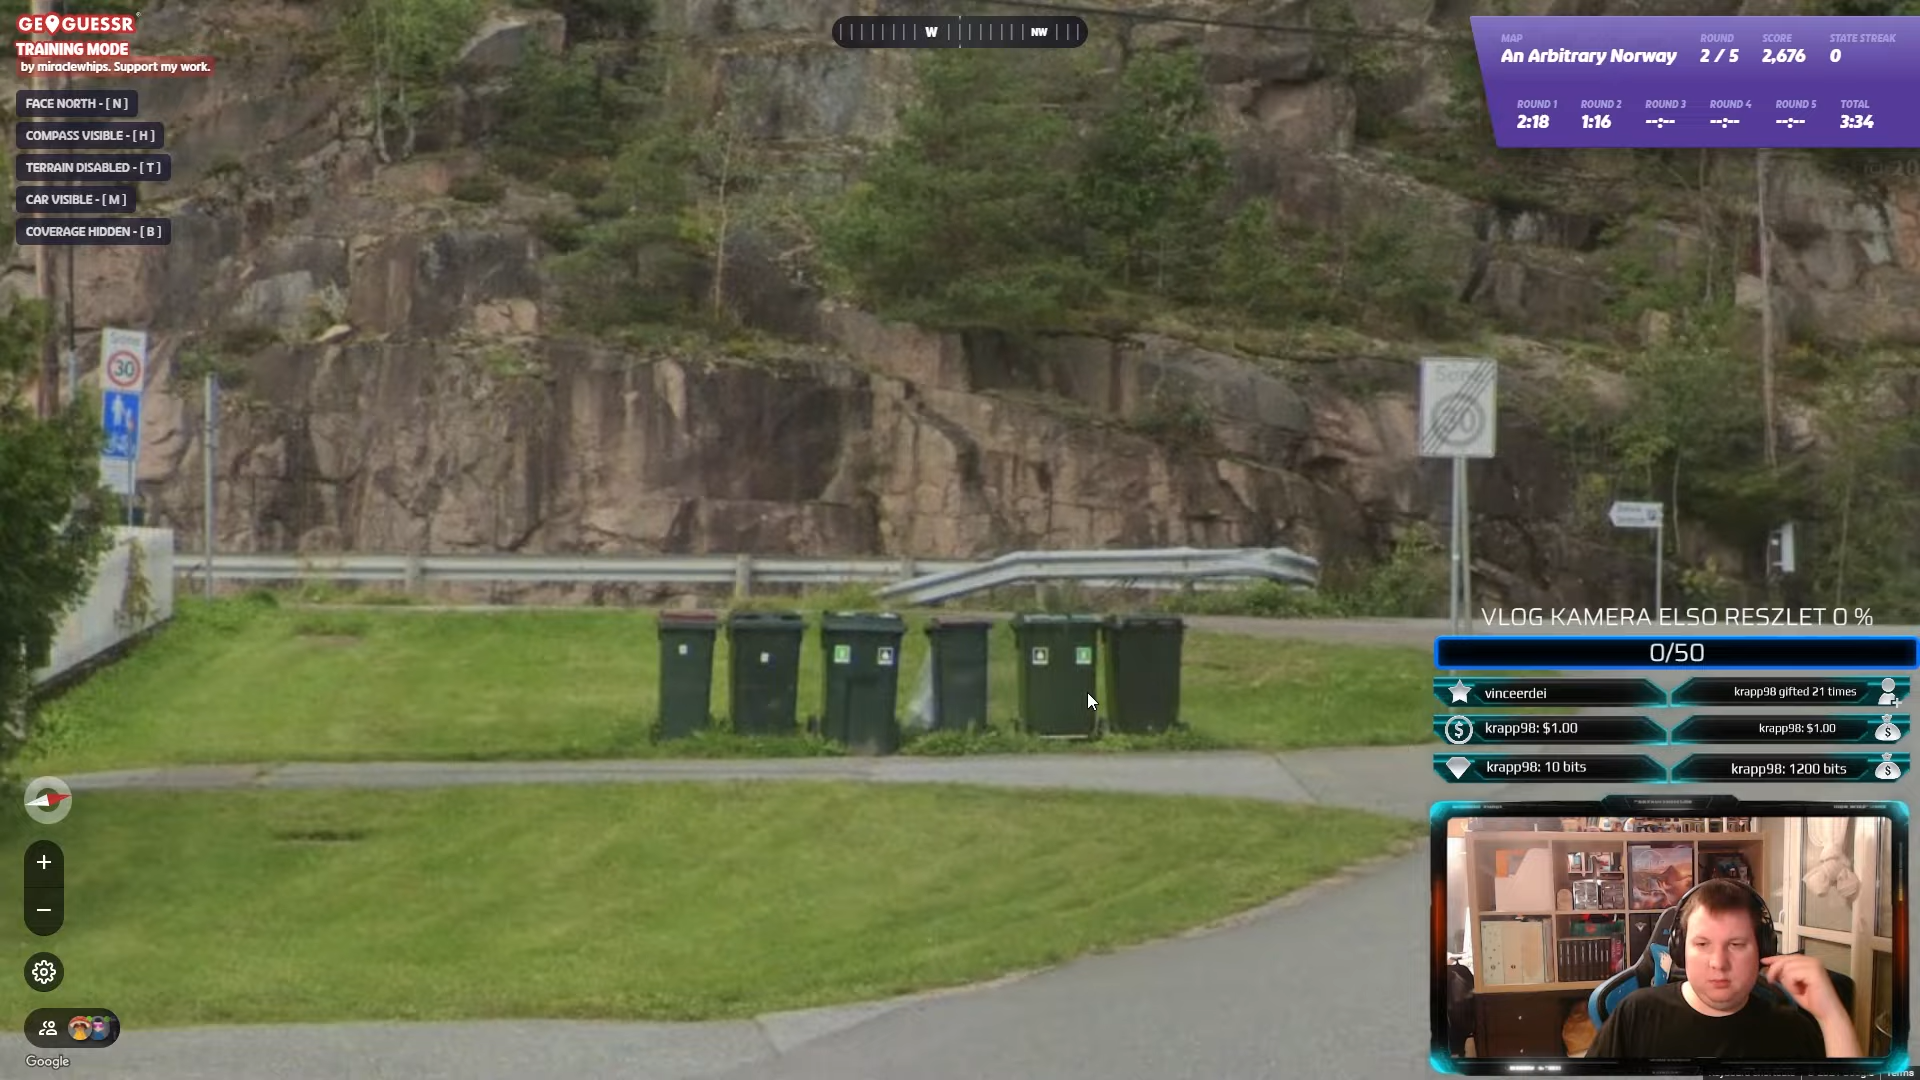 GEOGUESSR
TRAINING MODE
by miraclewhips. Support my work.
FACE NORTH - [ N ]
COMPASS VISIBLE - [ H ]
TERRAIN DISABLED - [ T ]
CAR VISIBLE - [ M ]
COVERAGE HIDDEN - [ B ]
W NW
MAP ROUND SCORE STATE STREAK
An Arbitrary Norway 2 / 5 2,676 0
ROUND 1 ROUND 2 ROUND 3 ROUND 4 ROUND 5 TOTAL
2:18 1:16 --:-- --:-- --:-- 3:34
Sone
30
Sone
30
VLOG KAMERA ELSO RESZLET 0 %
0/50
vinceerdei krapp98 gifted 21 times
krapp98: $1.00 krapp98: $1.00
krapp98: 10 bits krapp98: 1200 bits
Google
Terms